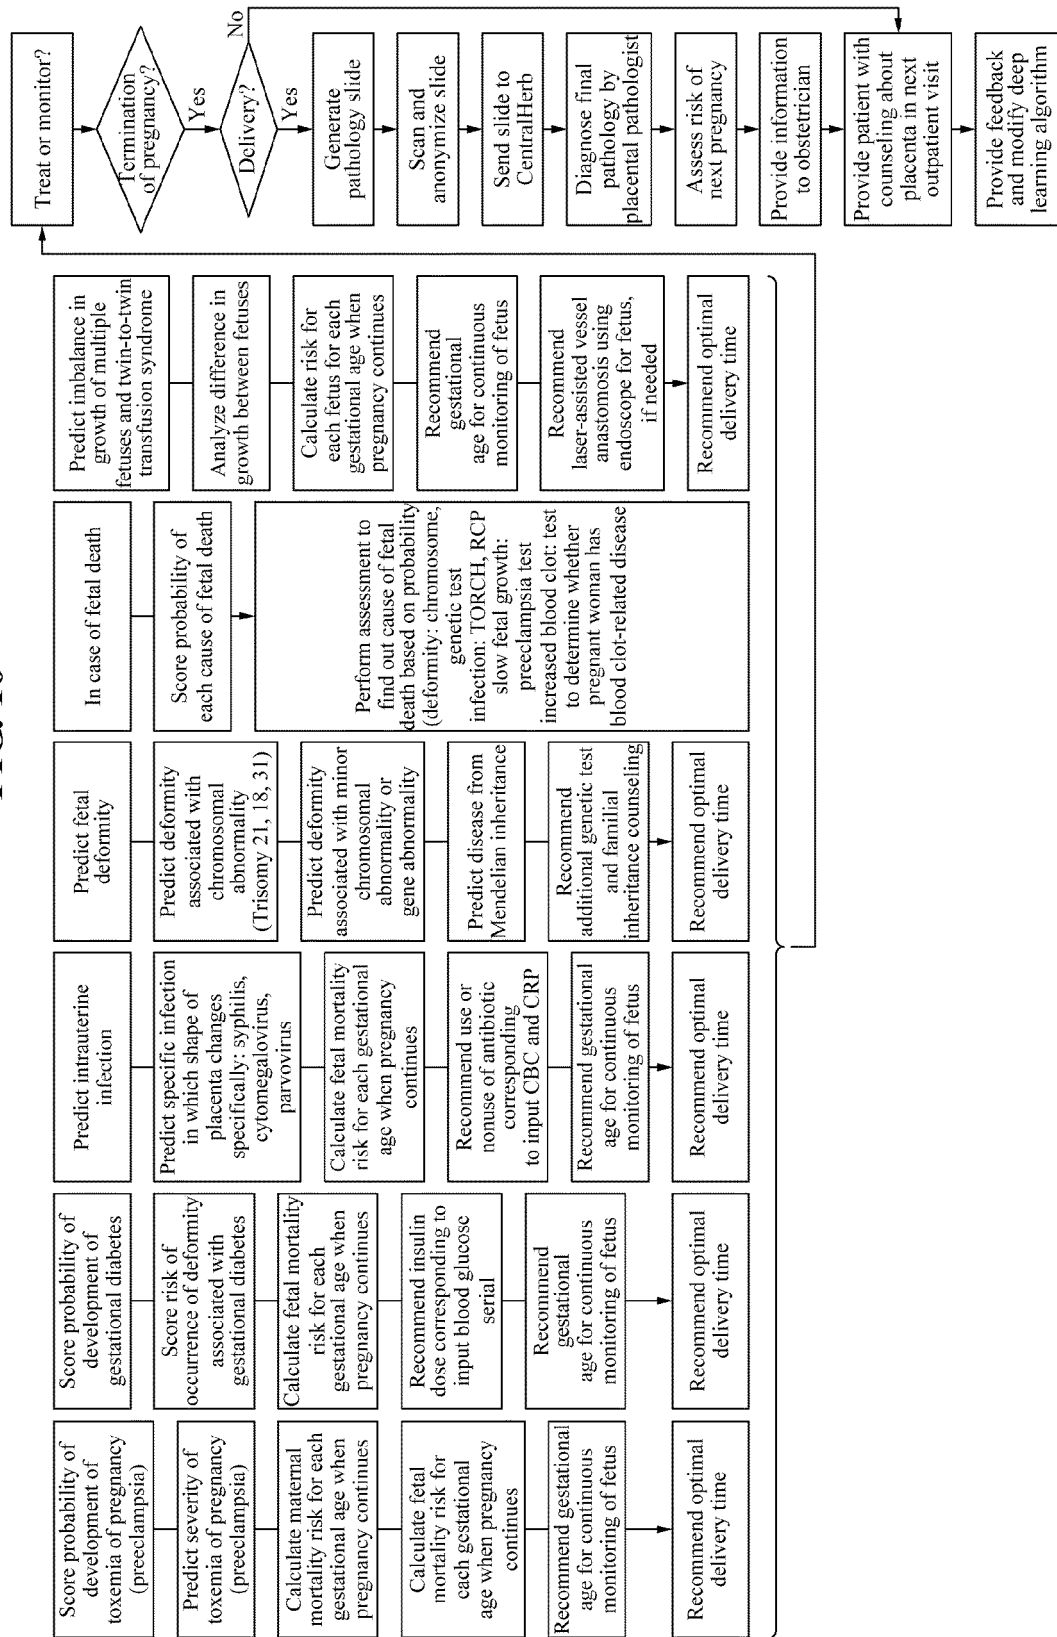 Score probability of
development of
toxemia of pregnancy
(preeclampsia)
Predict severity of
toxemia of pregnancy
(preeclampsia)
Calculate maternal
mortality risk for each
gestational age when
pregnancy continues
Calculate fetal
mortality risk for
each gestational
age when pregnancy
continues
Recommend gestational
age for continuous
monitoring of fetus
Recommend optimal
delivery time
Score probability of
development of
gestational diabetes
Score risk of
occurrence of deformity
associated with
gestational diabetes
Calculate fetal mortality
risk for each
gestational age when
pregnancy continues
Recommend insulin
dose corresponding to
input blood glucose
serial
Recommend
gestational
age for continuous
monitoring of fetus
Recommend optimal
delivery time
Predict intrauterine
infection
Predict specific infection
in which shape of
placenta changes
specifically: syphilis,
cytomegalovirus,
parvovirus
Calculate fetal mortality
risk for each gestational
age when pregnancy
continues
Recommend use or
nonuse of antibiotic
corresponding
to input CBC and CRP
Recommend gestational
age for continuous
monitoring of fetus
Recommend optimal
delivery time
Predict fetal
deformity
Predict deformity
associated with
chromosomal
abnormality
(Trisomy 21, 18, 31)
Predict deformity
associated with minor
chromosomal
abnormality or
gene abnormality
Predict disease from
Mendelian inheritance
Recommend
additional genetic test
and familial
inheritance counseling
Recommend optimal
delivery time
In case of fetal death
Score probability of
each cause of fetal death
Perform assessment to
find out cause of fetal
death based on probability
(deformity: chromosome,
genetic test
infection: TORCH, RCP
slow fetal growth:
preeclampsia test
increased blood clot: test
to determine whether
pregnant woman has
blood clot-related disease
Predict imbalance in
growth of multiple
fetuses and twin-to-twin
transfusion syndrome
Analyze difference in
growth between fetuses
Calculate risk for
each fetus for each
gestational age when
pregnancy continues
Recommend
gestational
age for continuous
monitoring of fetus
Recommend
laser-assisted vessel
anastomosis using
endoscope for fetus,
if needed
Recommend optimal
delivery time
Treat or monitor?
Termination
of pregnancy?
Yes
Delivery?
No
Yes
Generate
pathology slide
Scan and
anonymize slide
Send slide to
CentralHerb
Diagnose final
pathology by
placental pathologist
Assess risk of
next pregnancy
Provide information
to obstetrician
Provide patient with
counseling about
placenta in next
outpatient visit
Provide feedback
and modify deep
learning algorithm